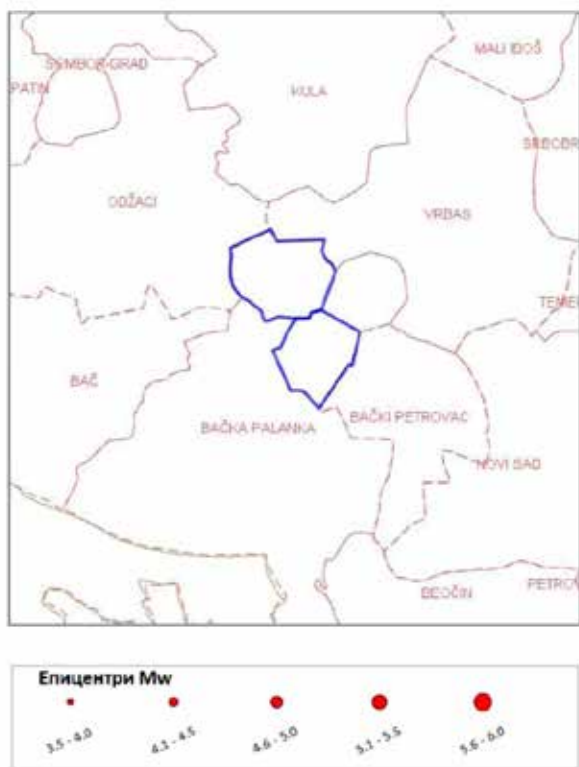 MALI IĐOŠ
SOMBOR-GRAD
PATIN
KULA
SRBOBR
ODŽACI
VRBAS
TEMER
BAČ
BAČKA PALANKA
BAČKI PETROVAC
NOVI SAD
BEOČIN
PETROV
Епицентри Mw
3.5 - 4.0
4.1 - 4.5
4.6 - 5.0
5.1 - 5.5
5.6 - 6.0